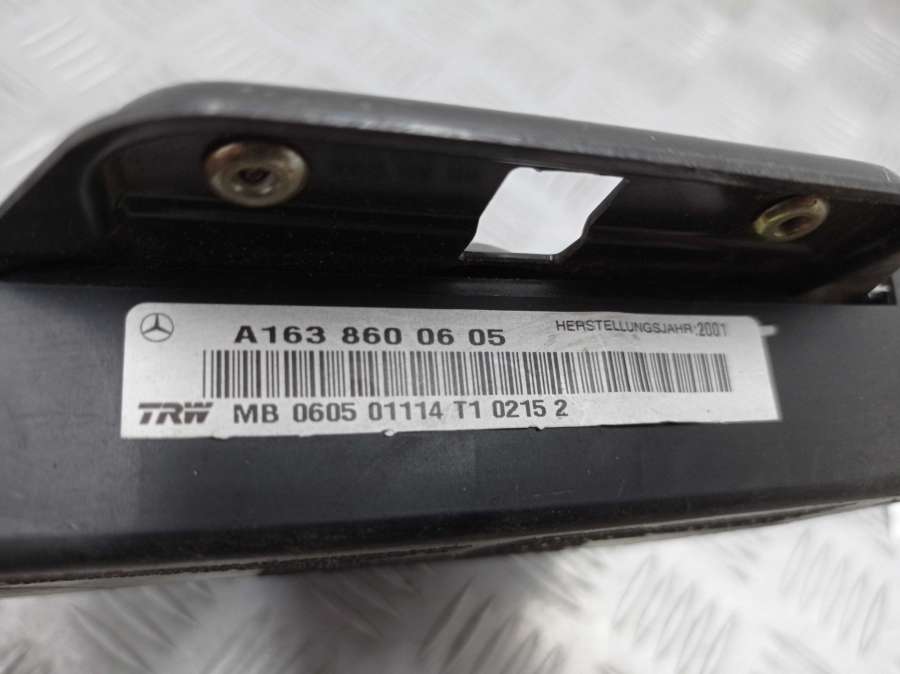 A163 860 06 05 HERSTELLUNGSJAHR:2001
TRW MB 0605 01114 T1 0215 2